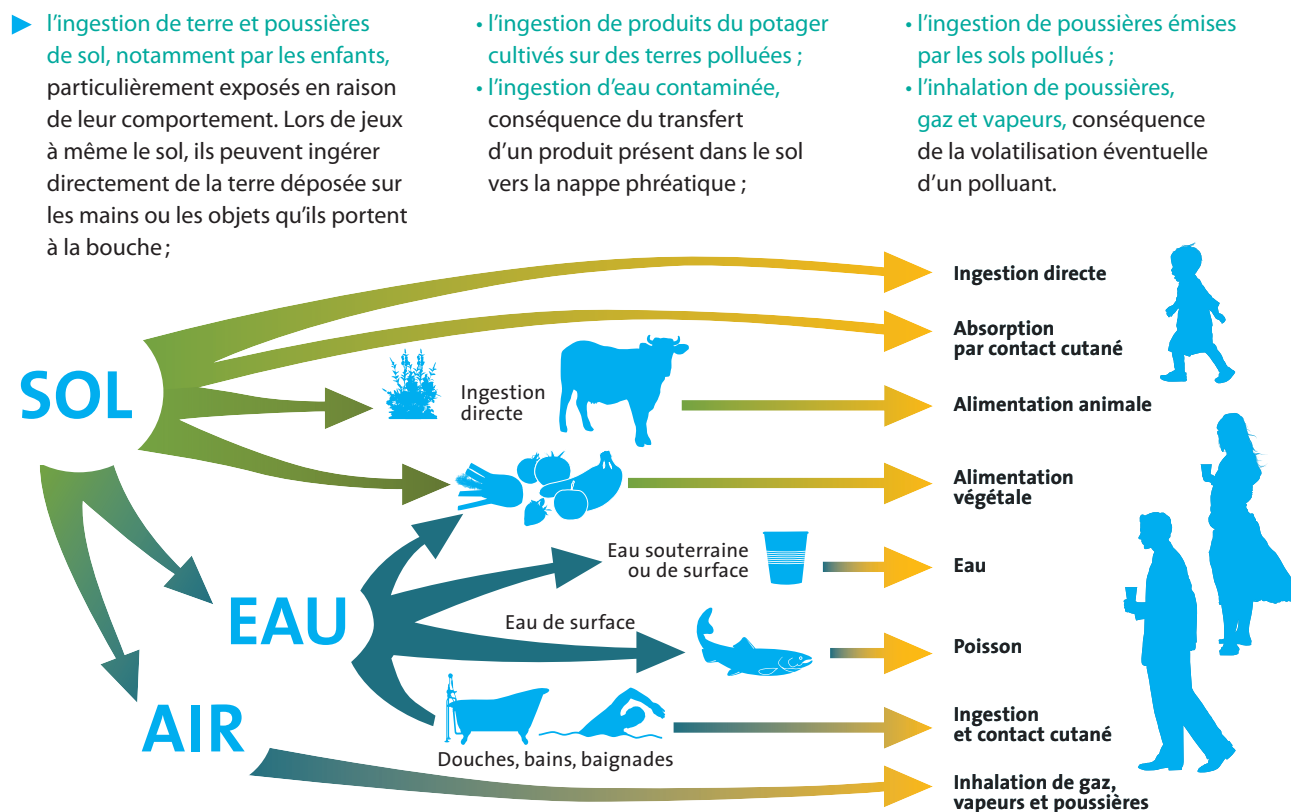 l'ingestion de terre et poussières
de sol, notamment par les enfants,
particulièrement exposés en raison
de leur comportement. Lors de jeux
à même le sol, ils peuvent ingérer
directement de la terre déposée sur
les mains ou les objets qu'ils portent
à la bouche ;
• l'ingestion de produits du potager
cultivés sur des terres polluées ;
• l'ingestion d'eau contaminée,
conséquence du transfert
d'un produit présent dans le sol
vers la nappe phréatique ;
• l'ingestion de poussières émises
par les sols pollués ;
• l'inhalation de poussières,
gaz et vapeurs, conséquence
de la volatilisation éventuelle
d'un polluant.
SOL
Ingestion
directe
Ingestion directe
Absorption
par contact cutané
Alimentation animale
Alimentation
végétale
EAU
Eau souterraine
ou de surface
Eau
Eau de surface
Poisson
Douches, bains, baignades
Ingestion
et contact cutané
AIR
Inhalation de gaz,
vapeurs et poussières